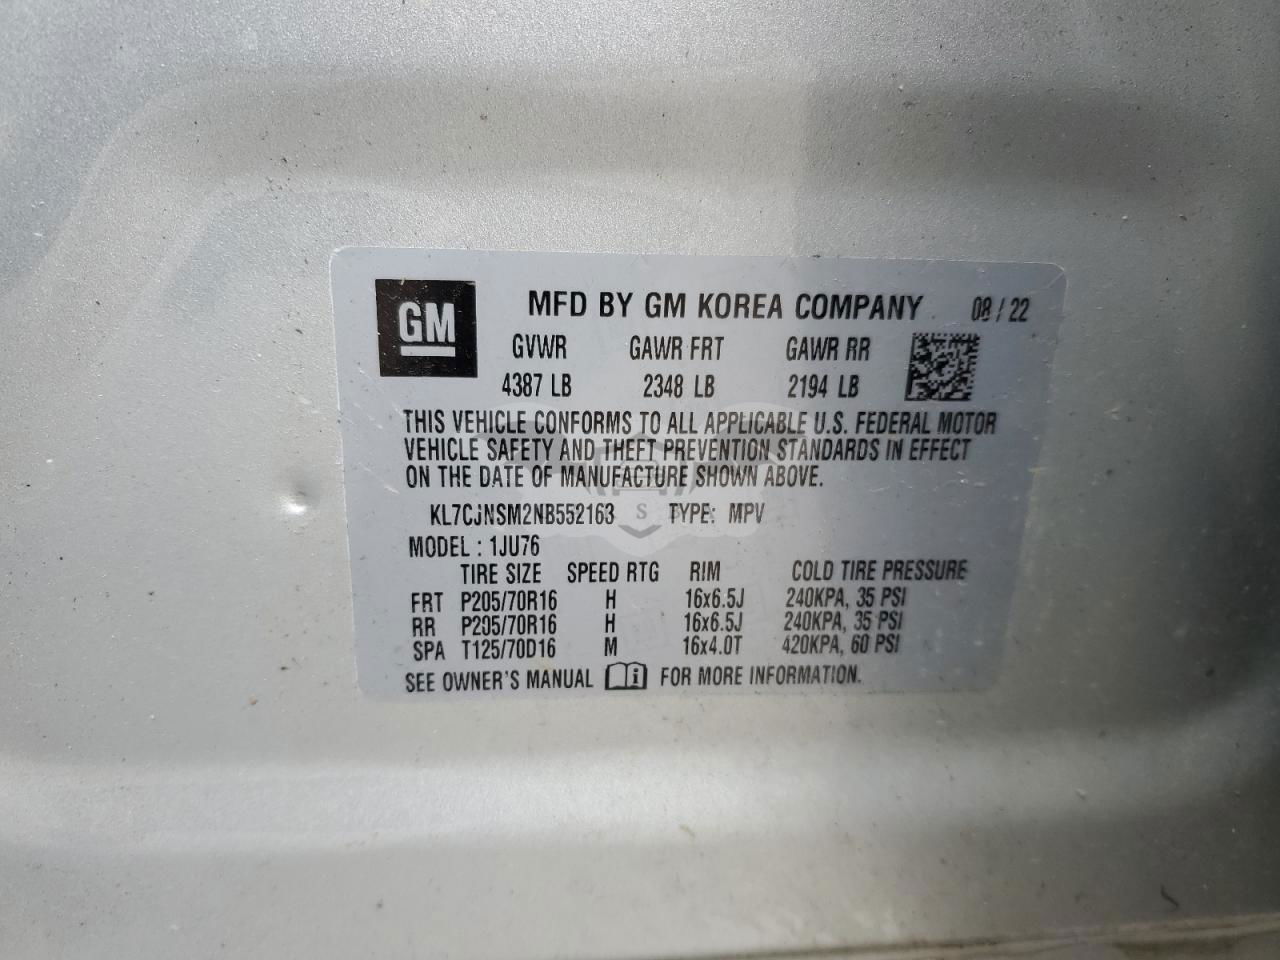 GM
MFD BY GM KOREA COMPANY 08/22
GVWR GAWR FRT GAWR RR
4387 LB 2348 LB 2194 LB
THIS VEHICLE CONFORMS TO ALL APPLICABLE U.S. FEDERAL MOTOR
VEHICLE SAFETY AND THEFT PREVENTION STANDARDS IN EFFECT
ON THE DATE OF MANUFACTURE SHOWN ABOVE.
KL7CJNSM2NB552163 TYPE: MPV
MODEL : 1JU76
TIRE SIZE SPEED RTG RIM COLD TIRE PRESSURE
FRT P205/70R16 H 16x6.5J 240KPA, 35 PSI
RR P205/70R16 H 16x6.5J 240KPA, 35 PSI
SPA T125/70D16 M 16x4.0T 420KPA, 60 PSI
SEE OWNER'S MANUAL FOR MORE INFORMATION.